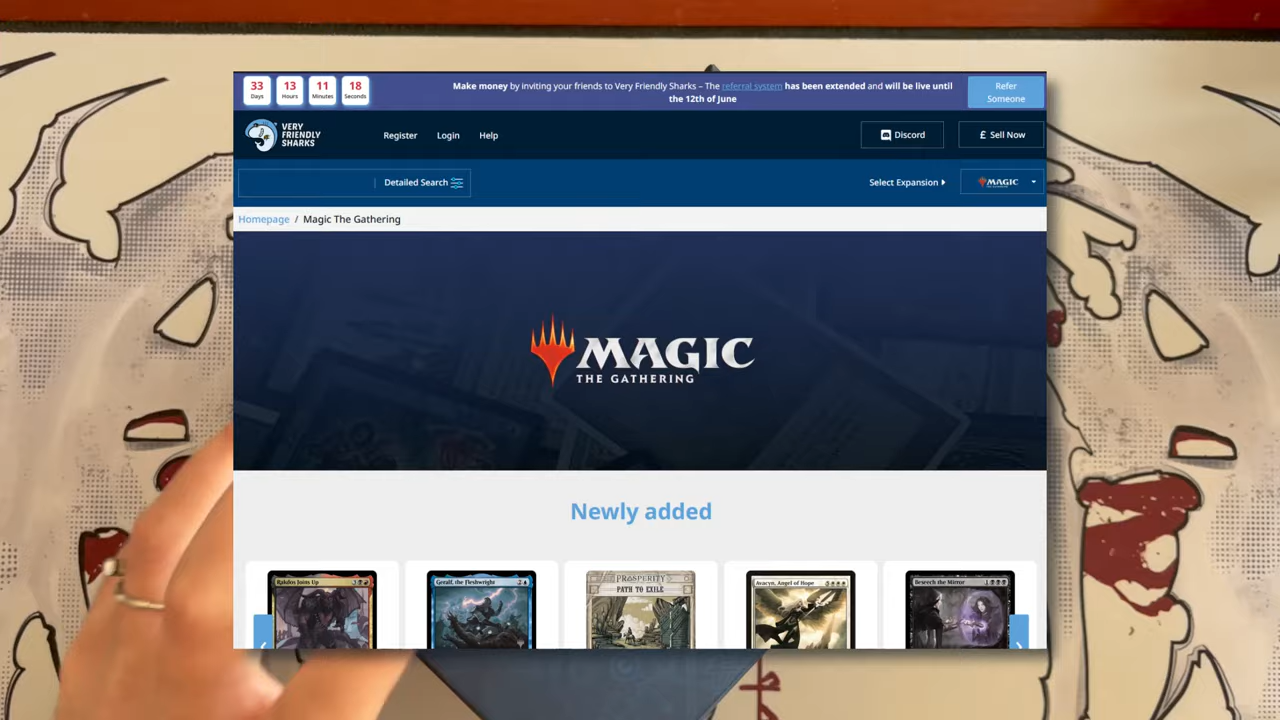 33 13 11 18
Days Hours Minutes Seconds
Make money by inviting your friends to Very Friendly Sharks – The referral system has been extended and will be live until
the 12th of June
Refer
Someone
VERY
FRIENDLY
SHARKS
Register Login Help
Discord
£ Sell Now
Detailed Search
Select Expansion
MAGIC
Homepage / Magic The Gathering
MAGIC
THE GATHERING
Newly added
Rakdos Joins Up
Geralf, the Fleshwright
2
PROSPERITY
PATH TO EXILE
Avacyn, Angel of Hope
Beseech the Mirror
1